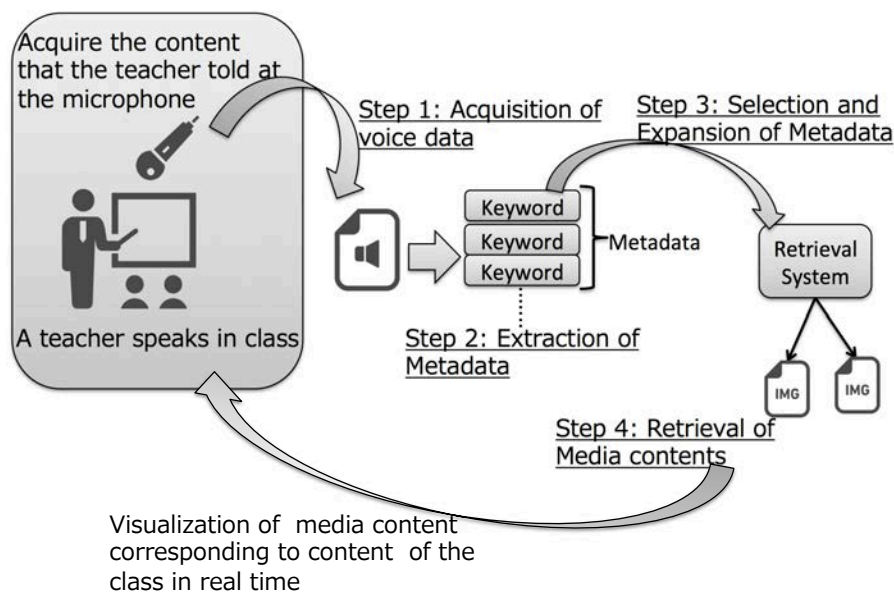 Acquire the content
that the teacher told at
the microphone
A teacher speaks in class
Step 1: Acquisition of
voice data
Keyword
Keyword
Keyword
Metadata
Step 2: Extraction of
Metadata
Step 3: Selection and
Expansion of Metadata
Retrieval
System
IMG
IMG
Step 4: Retrieval of
Media contents
Visualization of  media content
corresponding to content  of the
class in real time